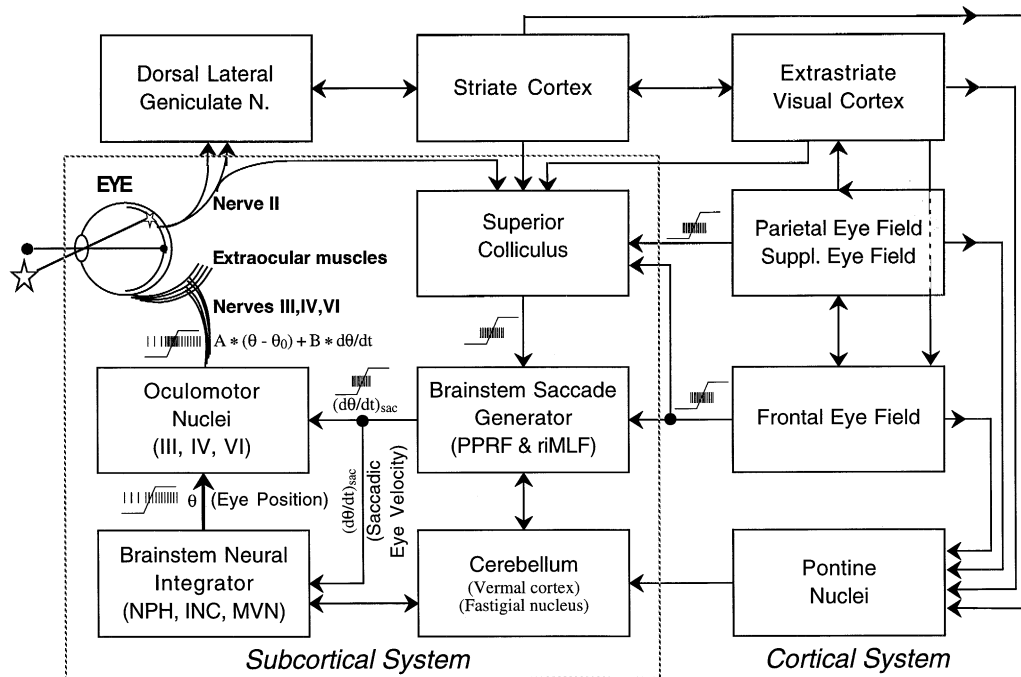 Dorsal Lateral
Geniculate N.
Striate Cortex
Extrastriate
Visual Cortex
EYE
Nerve II
Superior
Colliculus
Parietal Eye Field
Suppl. Eye Field
Extraocular muscles
Nerves III,IV,VI
A * (θ - θ₀) + B * dθ/dt
Oculomotor
Nuclei
(III, IV, VI)
(dθ/dt)sac
Brainstem Saccade
Generator
(PPRF & riMLF)
Frontal Eye Field
θ (Eye Position)
(dθ/dt)sac
(Saccadic
Eye Velocity)
Brainstem Neural
Integrator
(NPH, INC, MVN)
Cerebellum
(Vermal cortex)
(Fastigial nucleus)
Pontine
Nuclei
Subcortical System
Cortical System